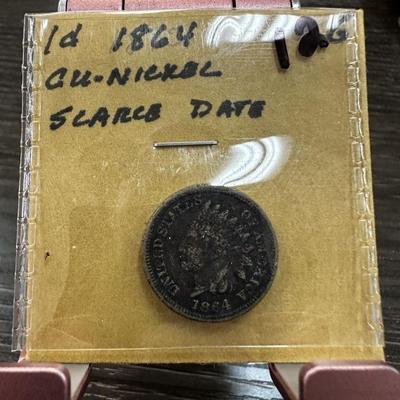 1¢ 1864
CU-NICKEL
SCARCE DATE
UNITED STATES OF AMERICA
1864